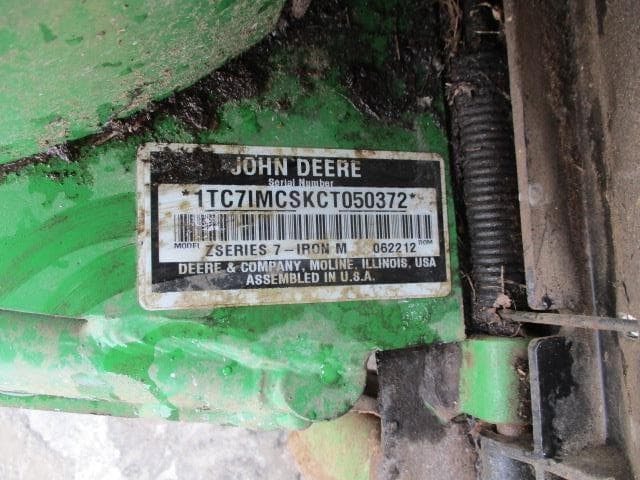 JOHN DEERE
Serial Number
*1TC7IMCSKCT050372*
MODEL ZSERIES 7-IRON M 062212 DOM
DEERE & COMPANY, MOLINE, ILLINOIS, USA
ASSEMBLED IN U.S.A.